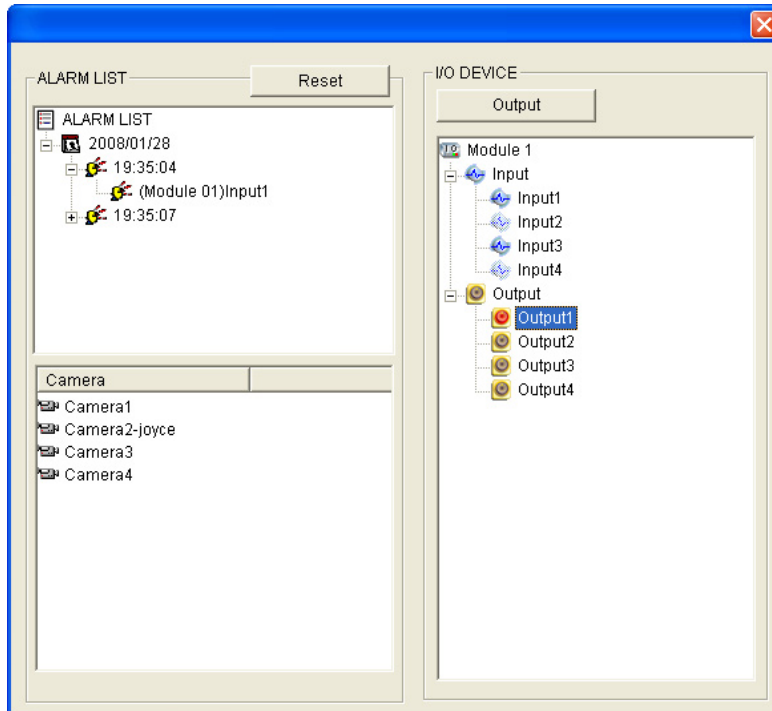 ALARM LIST
Reset
ALARM LIST
2008/01/28
19:35:04
(Module 01)Input1
19:35:07
Camera
Camera1
Camera2-joyce
Camera3
Camera4
I/O DEVICE
Output
Module 1
Input
Input1
Input2
Input3
Input4
Output
Output1
Output2
Output3
Output4